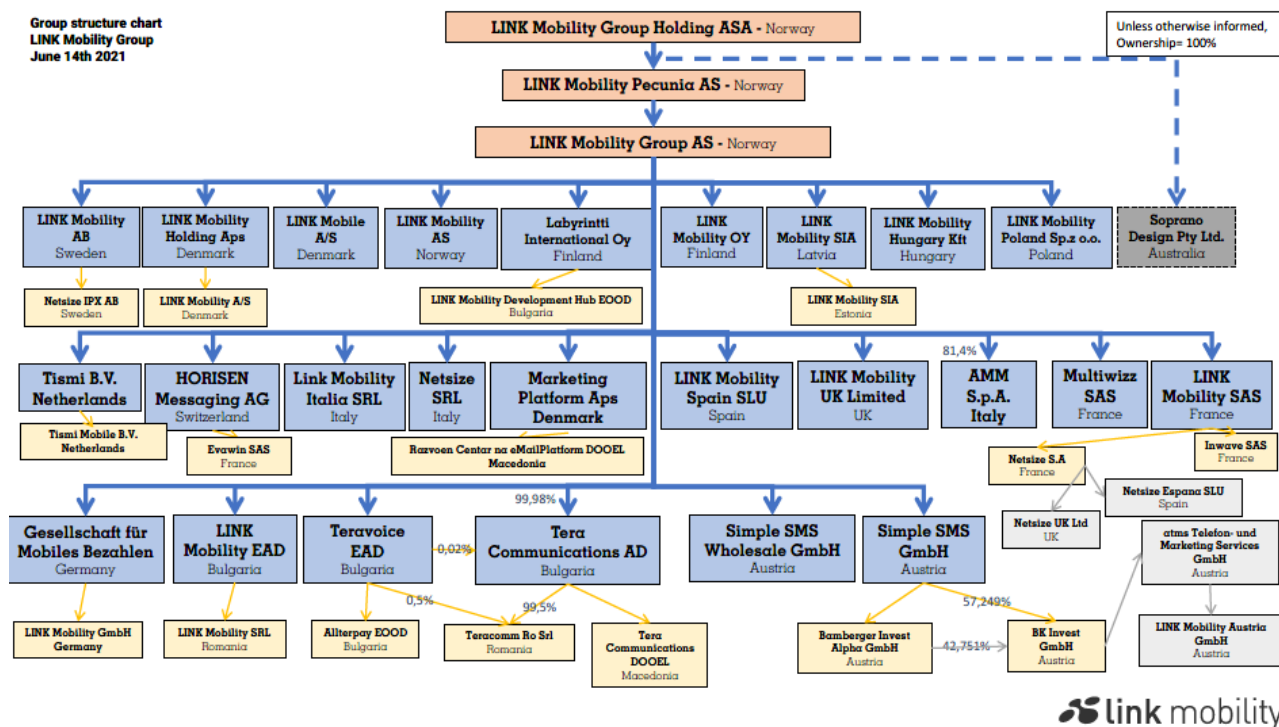 Group structure chart
LINK Mobility Group
June 14th 2021
LINK Mobility Group Holding ASA - Norway
Unless otherwise informed,
Ownership= 100%
LINK Mobility Pecunia AS - Norway
LINK Mobility Group AS - Norway
LINK Mobility
AB
Sweden
LINK Mobility
Holding Aps
Denmark
LINK Mobile
A/S
Denmark
LINK Mobility
AS
Norway
Labyrintti
International Oy
Finland
LINK
Mobility OY
Finland
LINK
Mobility SIA
Latvia
LINK Mobility
Hungary Kft
Hungary
LINK Mobility
Poland Sp.z o.o.
Poland
Soprano
Design Pty Ltd.
Australia
Netsize IPX AB
Sweden
LINK Mobility A/S
Denmark
LINK Mobility Development Hub EOOD
Bulgaria
LINK Mobility SIA
Estonia
81,4%
Tismi B.V.
Netherlands
HORISEN
Messaging AG
Switzerland
Link Mobility
Italia SRL
Italy
Netsize
SRL
Italy
Marketing
Platform Aps
Denmark
LINK Mobility
Spain SLU
Spain
LINK Mobility
UK Limited
UK
AMM
S.p.A.
Italy
Multiwizz
SAS
France
LINK
Mobility SAS
France
Tismi Mobile B.V.
Netherlands
Evawin SAS
France
Razvoen Centar na eMailPlatform DOOEL
Macedonia
Netsize S.A
France
Inwave SAS
France
Netsize Espana SLU
Spain
Netsize UK Ltd
UK
99,98%
Gesellschaft für
Mobiles Bezahlen
Germany
LINK
Mobility EAD
Bulgaria
Teravoice
EAD
Bulgaria
0,02%
Tera
Communications AD
Bulgaria
Simple SMS
Wholesale GmbH
Austria
Simple SMS
GmbH
Austria
atms Telefon- und
Marketing Services
GmbH
Austria
0,5%
99,5%
57,249%
LINK Mobility GmbH
Germany
LINK Mobility SRL
Romania
Allterpay EOOD
Bulgaria
Teracomm Ro Srl
Romania
Tera
Communications
DOOEL
Macedonia
Bamberger Invest
Alpha GmbH
Austria
42,751%
BK Invest
GmbH
Austria
LINK Mobility Austria
GmbH
Austria
link mobility